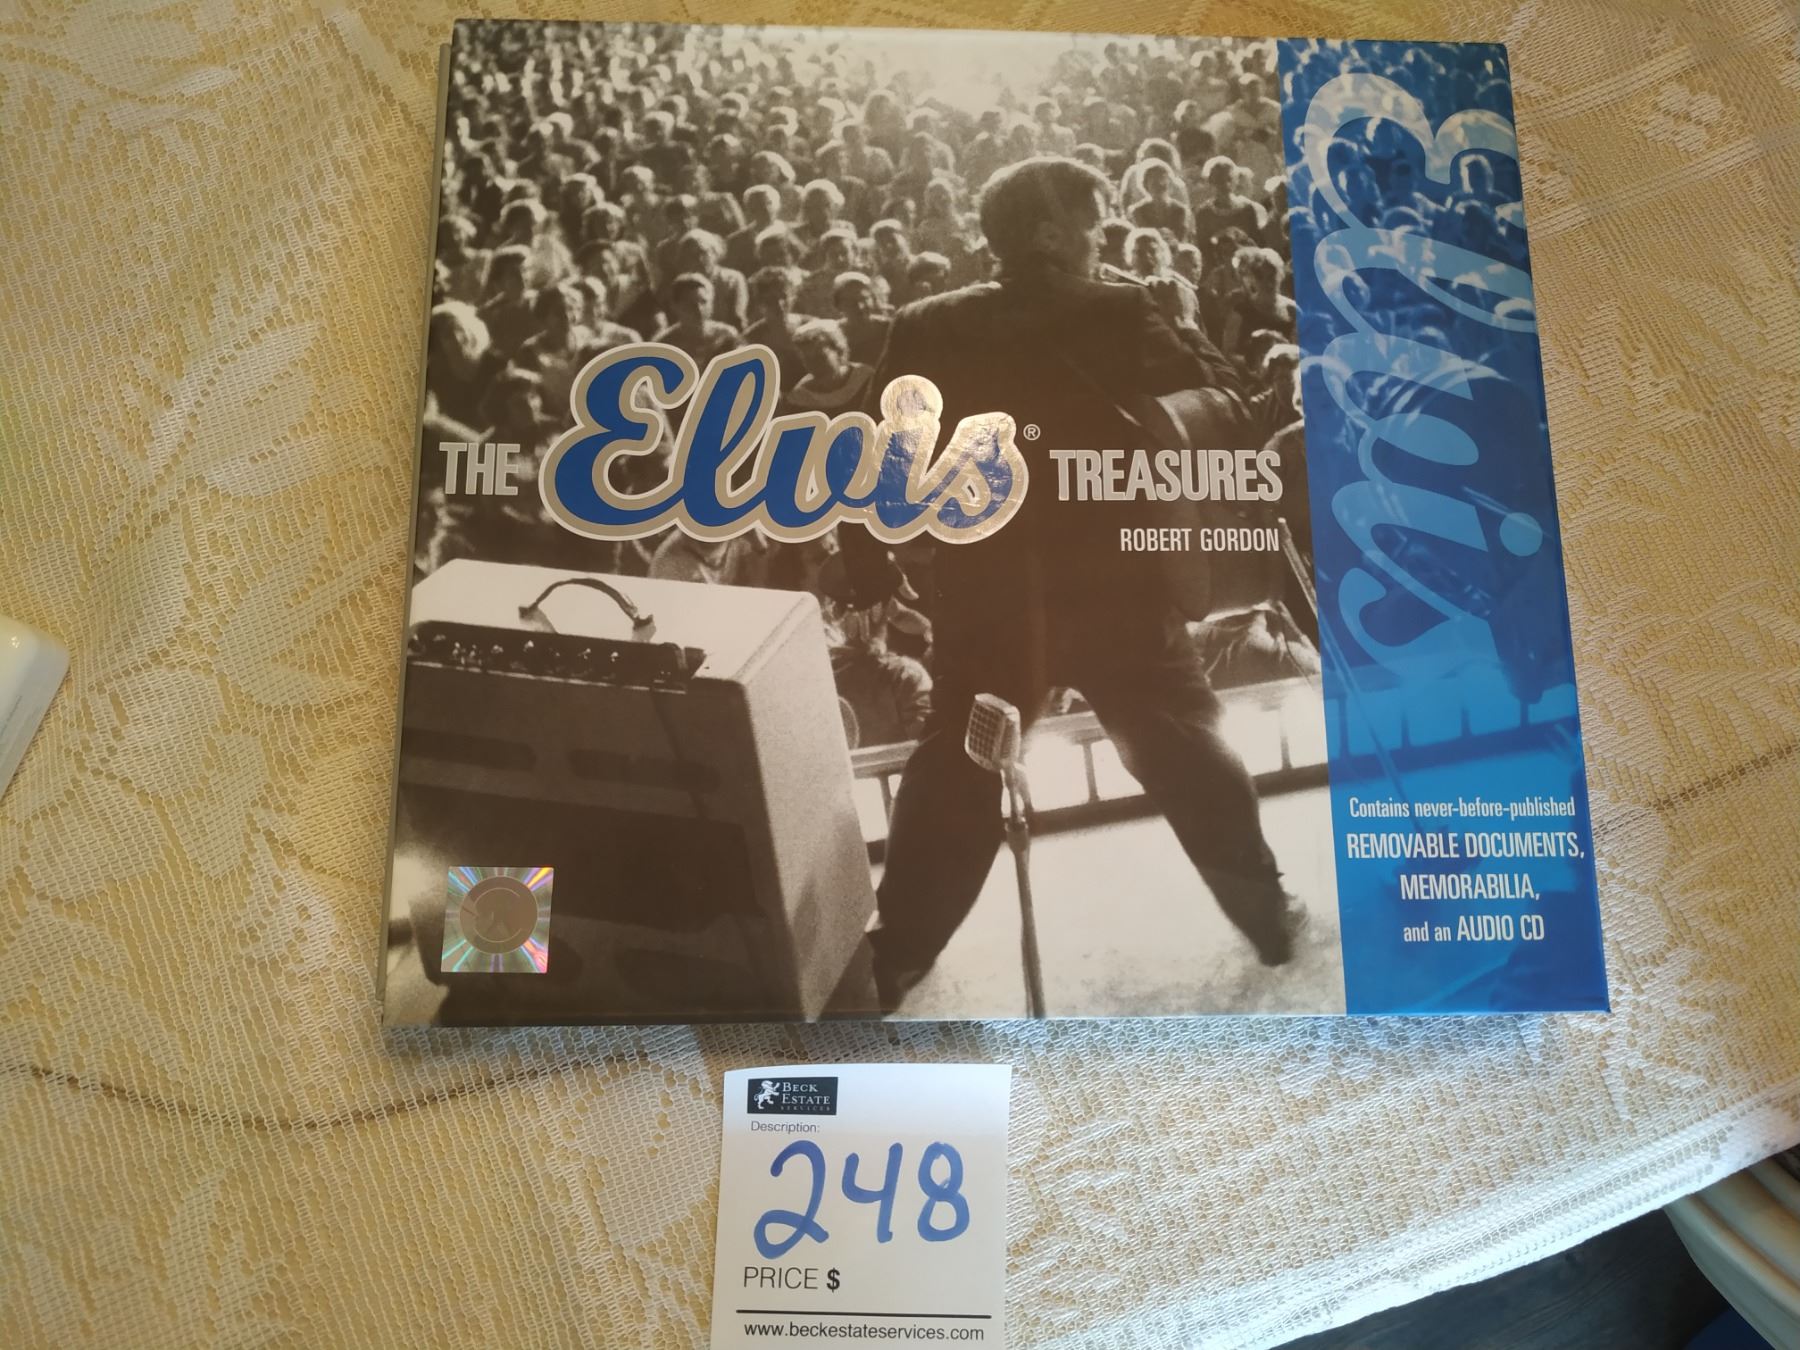 THE Elvis® TREASURES
ROBERT GORDON
Elvis
Contains never-before-published
REMOVABLE DOCUMENTS,
MEMORABILIA,
and an AUDIO CD
BECK
ESTATE
SERVICES
Description:
248
PRICE $
www.beckestateservices.com